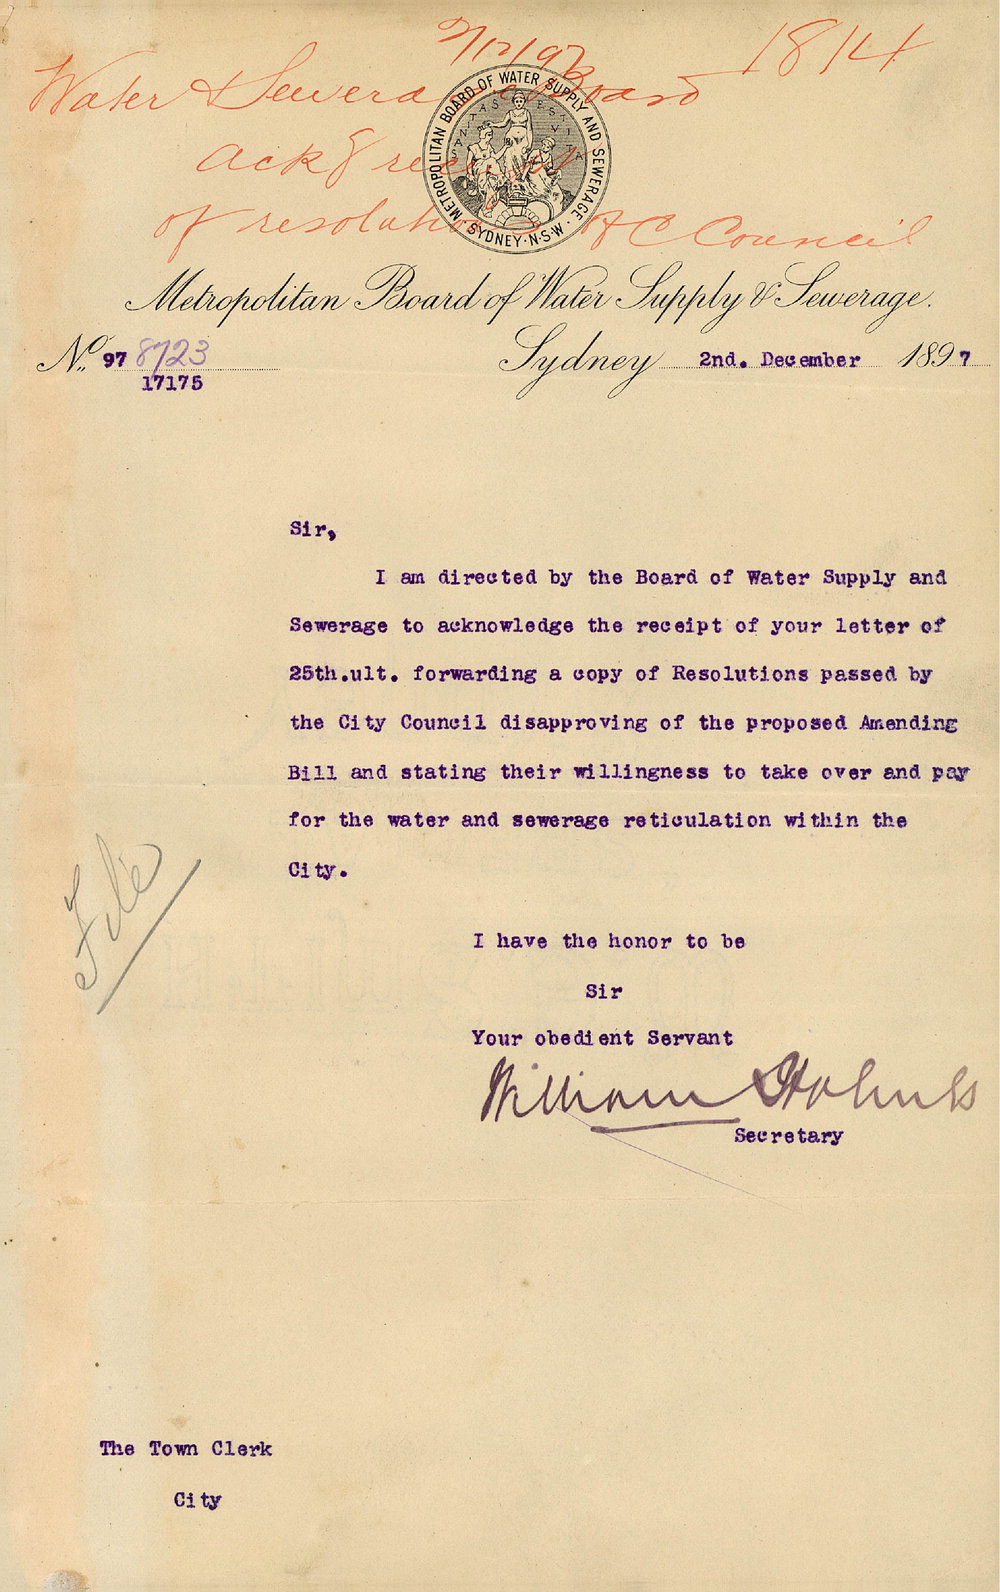 2/12/97
1814
Water & Sewerage Board
ack g receipt
of resolution of C Council
METROPOLITAN BOARD OF WATER SUPPLY AND SEWERAGE
SANITAS EST VITA
SYDNEY·N·S·W·
Metropolitan Board of Water Supply & Sewerage.
No. 97 8723
17175
Sydney 2nd. December 1897
Sir,
I am directed by the Board of Water Supply and
Sewerage to acknowledge the receipt of your letter of
25th.ult. forwarding a copy of Resolutions passed by
the City Council disapproving of the proposed Amending
Bill and stating their willingness to take over and pay
for the water and sewerage reticulation within the
City.
File
I have the honor to be
Sir
Your obedient Servant
William Holmes
Secretary
The Town Clerk
City